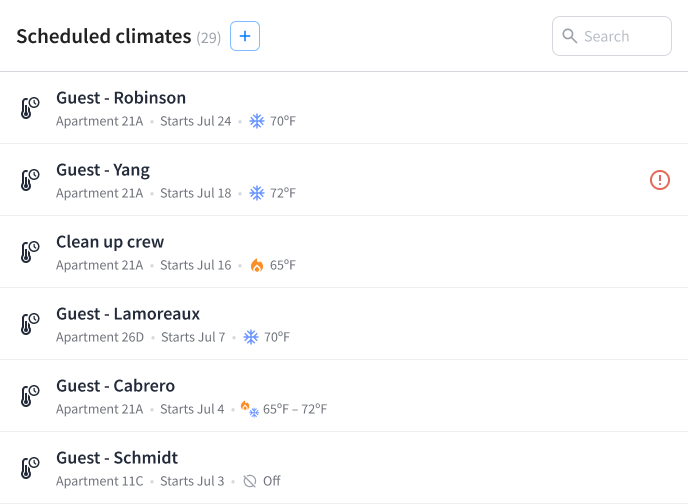 Scheduled climates (29) +
Search
Guest - Robinson
Apartment 21A • Starts Jul 24 • 70°F
Guest - Yang
Apartment 21A • Starts Jul 18 • 72°F
Clean up crew
Apartment 21A • Starts Jul 16 • 65°F
Guest - Lamoreaux
Apartment 26D • Starts Jul 7 • 70°F
Guest - Cabrero
Apartment 21A • Starts Jul 4 • 65°F – 72°F
Guest - Schmidt
Apartment 11C • Starts Jul 3 • Off